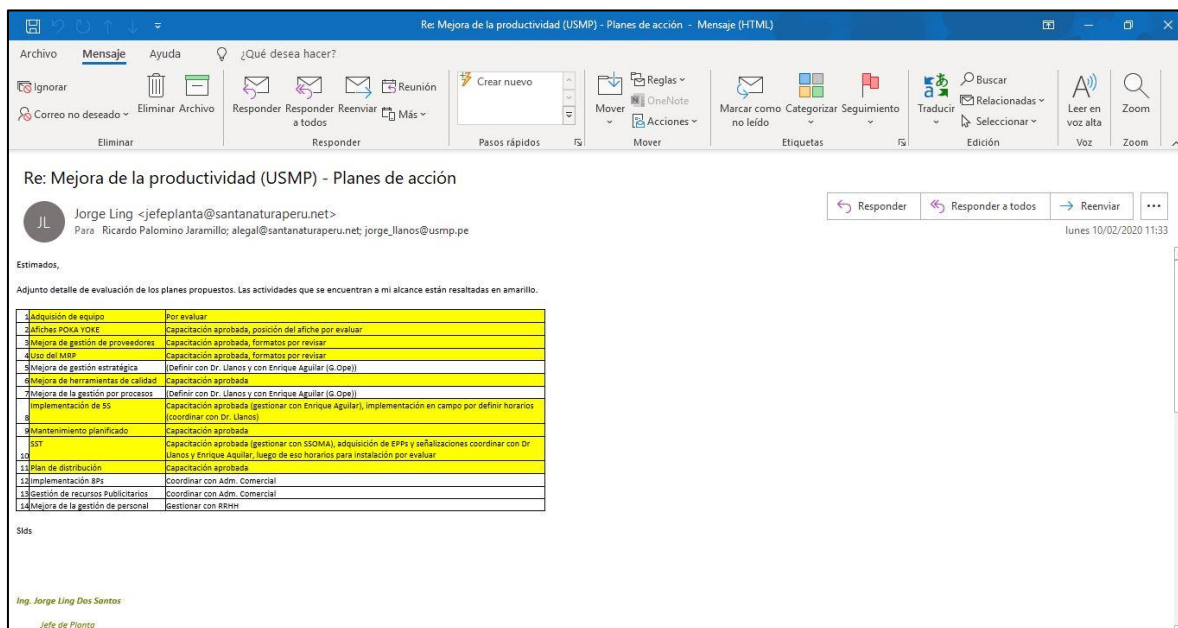 Re: Mejora de la productividad (USMP) - Planes de acción - Mensaje (HTML)
Archivo Mensaje Ayuda ¿Qué desea hacer?
Ignorar
Correo no deseado
Eliminar Archivo
Eliminar
Responder Responder a todos Reenviar
Reunión
Más
Responder
Crear nuevo
Pasos rápidos
Mover
Reglas
OneNote
Acciones
Mover
Marcar como no leído Categorizar Seguimiento
Etiquetas
Traducir
Buscar
Relacionadas
Seleccionar
Edición
Leer en voz alta
Voz
Zoom
Zoom
Re: Mejora de la productividad (USMP) - Planes de acción
JL
Jorge Ling <jefeplanta@santanaturaperu.net>
Para Ricardo Palomino Jaramillo; alegal@santanaturaperu.net; jorge_llanos@usmp.pe
Responder Responder a todos Reenviar
lunes 10/02/2020 11:33
Estimados,
Adjunto detalle de evaluación de los planes propuestos. Las actividades que se encuentran a mi alcance están resaltadas en amarillo.
1 Adquisión de equipo Por evaluar
2 Afiches POKA YOKE Capacitación aprobada, posición del afiche por evaluar
3 Mejora de gestión de proveedores Capacitación aprobada, formatos por revisar
4 Uso del MRP Capacitación aprobada, formatos por revisar
5 Mejora de gestión estratégica (Definir con Dr. Llanos y con Enrique Aguilar (G.Ope))
6 Mejora de herramientas de calidad Capacitación aprobada
7 Mejora de la gestión por procesos (Definir con Dr. Llanos y con Enrique Aguilar (G.Ope))
8 Implementación de 5S Capacitación aprobada (gestionar con Enrique Aguilar), implementación en campo por definir horarios
(coordinar con Dr. Llanos)
9 Mantenimiento planificado Capacitación aprobada
10 SST Capacitación aprobada (gestionar con SSOMA), adquisición de EPPs y señalizaciones coordinar con Dr
Llanos y Enrique Aquilar, luego de eso horarios para instalación por evaluar
11 Plan de distribución Capacitación aprobada
12 Implementación 8Ps Coordinar con Adm. Comercial
13 Gestión de recursos Publicitarios Coordinar con Adm. Comercial
14 Mejora de la gestión de personal Gestionar con RRHH
Slds
Ing. Jorge Ling Dos Santos
Jefe de Planta